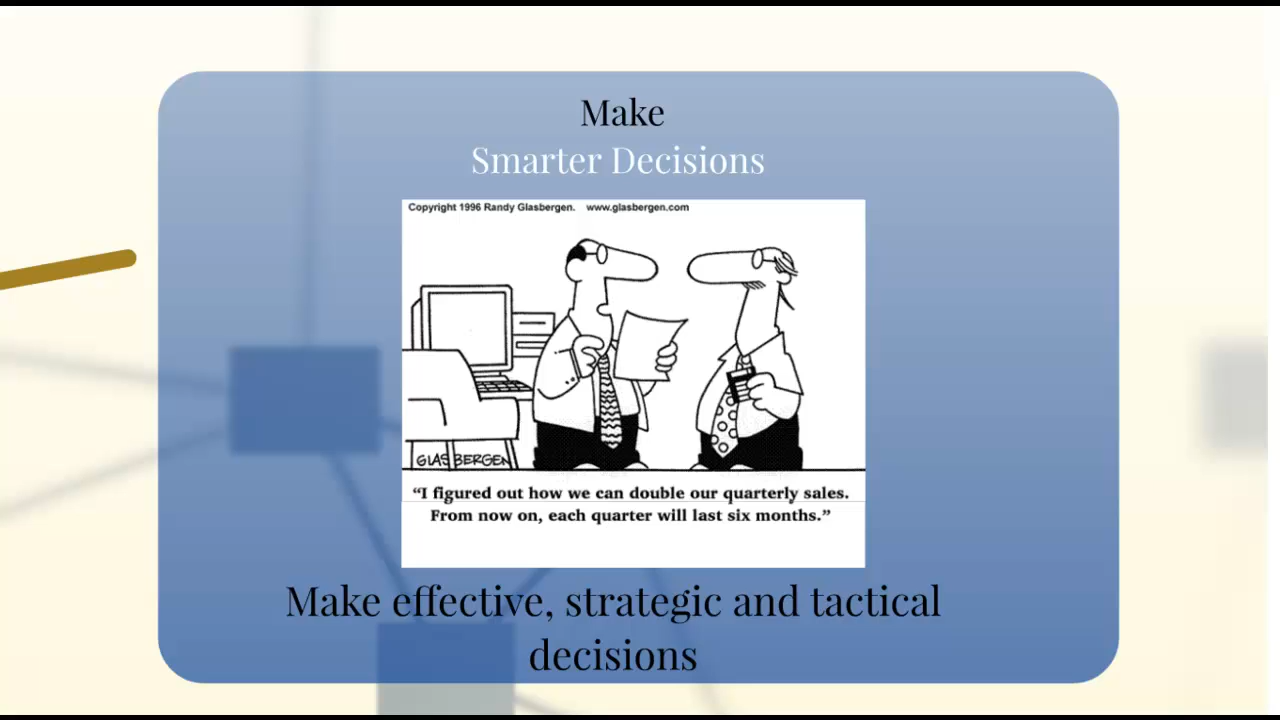 Make
Smarter Decisions
Copyright 1996 Randy Glasbergen. www.glasbergen.com
GLASBERGEN
“I figured out how we can double our quarterly sales.
From now on, each quarter will last six months.”
Make effective, strategic and tactical
decisions